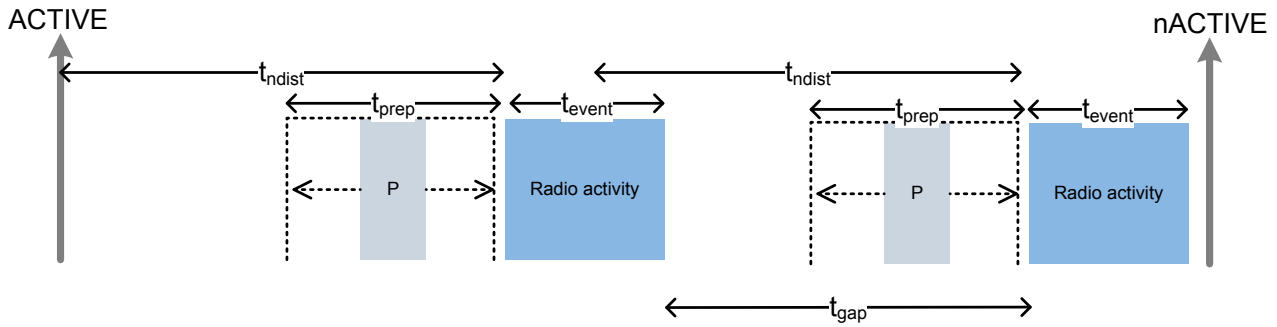 ACTIVE
nACTIVE
tndist
tndist
tprep
tevent
tprep
tevent
P
Radio activity
P
Radio activity
tgap